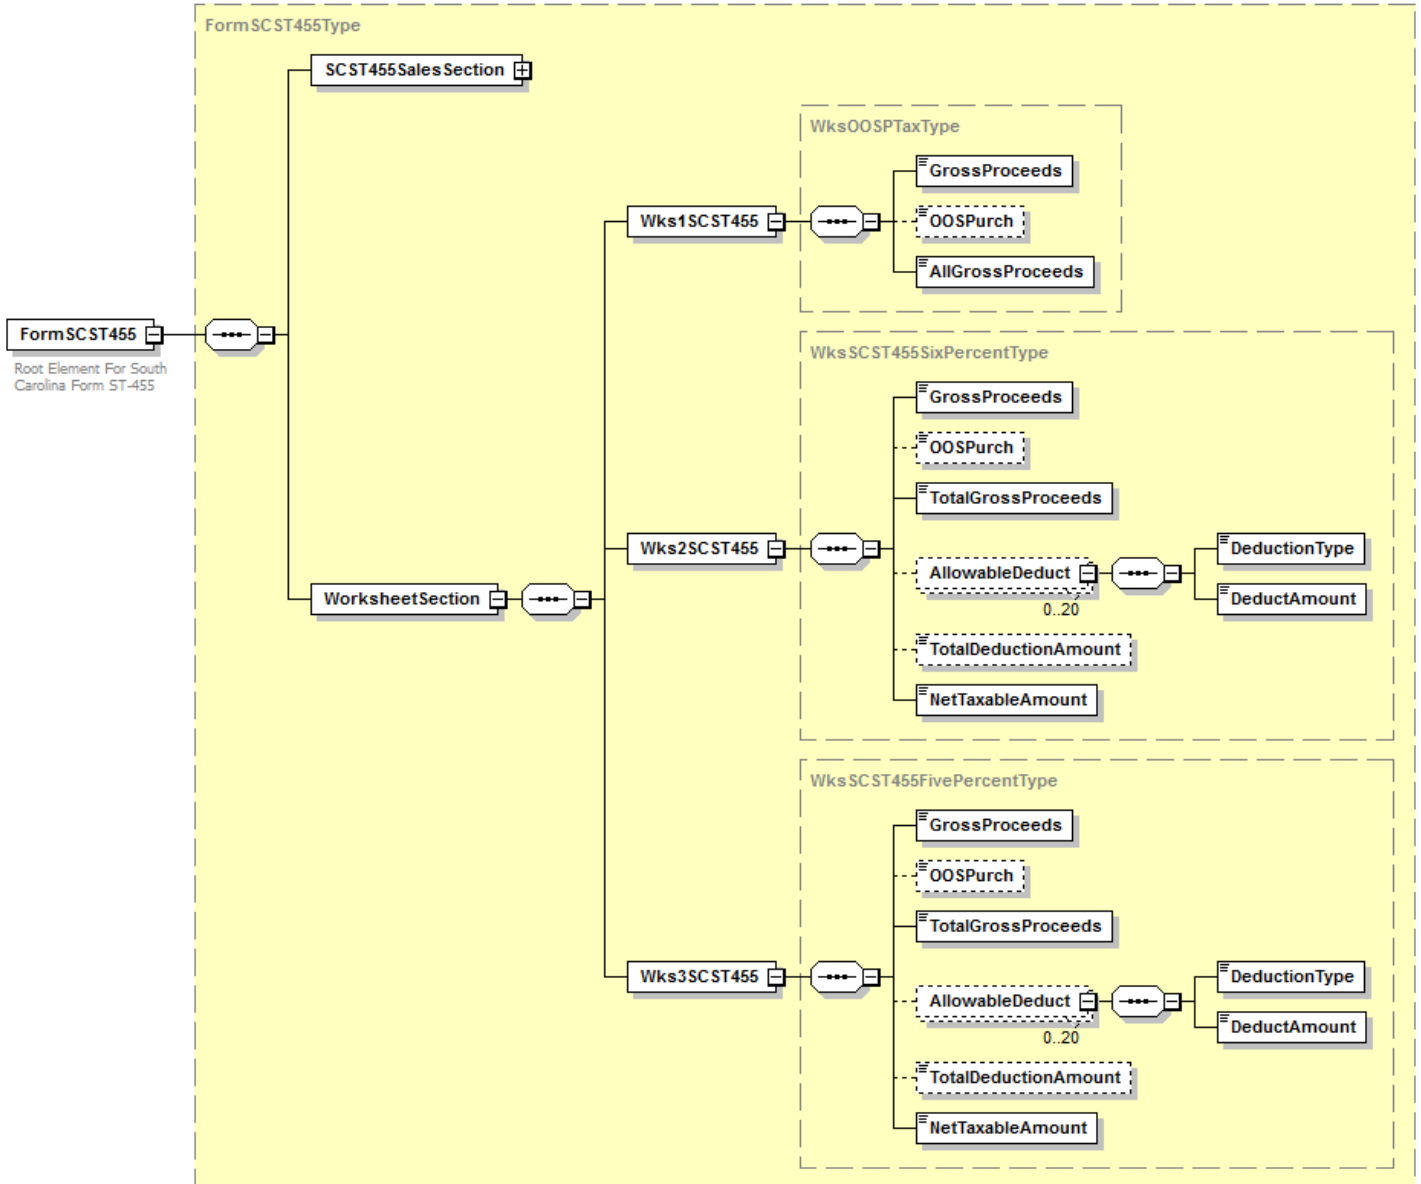 FormSCST455Type
SCST455SalesSection
WksOOSPTaxType
GrossProceeds
Wks1SCST455
OOSPurch
AllGrossProceeds
FormSCST455
Root Element For South
Carolina Form ST-455
WksSCST455SixPercentType
GrossProceeds
OOSPurch
TotalGrossProceeds
Wks2SCST455
AllowableDeduct
0..20
DeductionType
DeductAmount
TotalDeductionAmount
NetTaxableAmount
WorksheetSection
WksSCST455FivePercentType
GrossProceeds
OOSPurch
TotalGrossProceeds
Wks3SCST455
AllowableDeduct
0..20
DeductionType
DeductAmount
TotalDeductionAmount
NetTaxableAmount